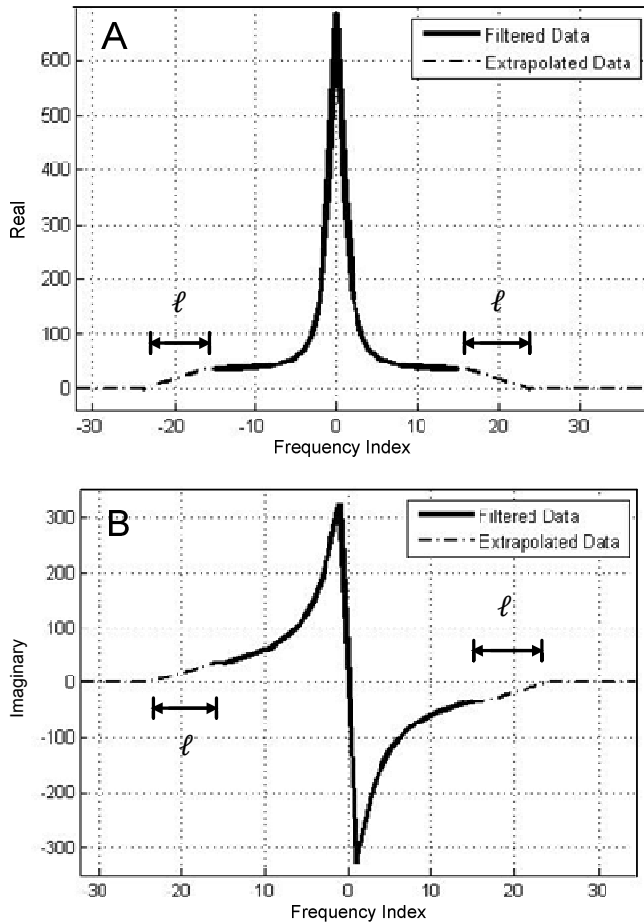 A
Filtered Data
Extrapolated Data
600
500
400
300
200
100
0
Real
ℓ
ℓ
-30 -20 -10 0 10 20 30
Frequency Index
B
Filtered Data
Extrapolated Data
300
200
100
0
-100
-200
-300
Imaginary
ℓ
ℓ
-30 -20 -10 0 10 20 30
Frequency Index